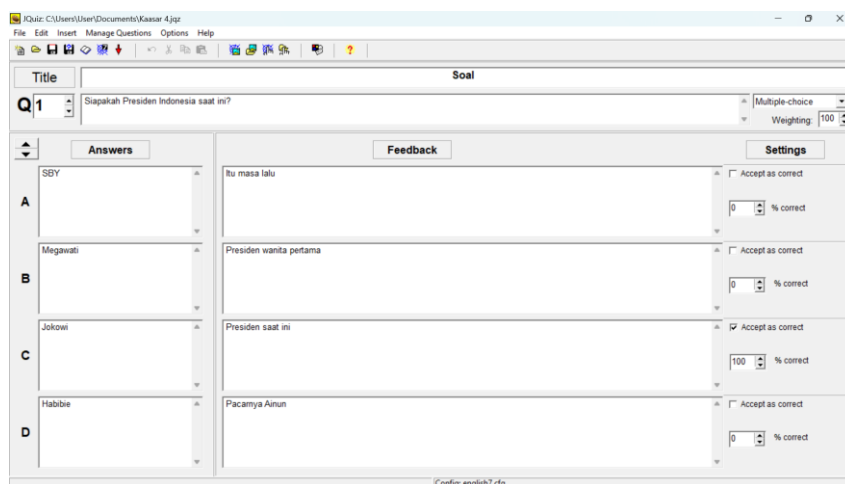 JQuiz: C:\Users\User\Documents\Kaasar 4.jqz
File Edit Insert Manage Questions Options Help
Title
Soal
Q 1
Siapakah Presiden Indonesia saat ini?
Multiple-choice
Weighting: 100
Answers
Feedback
Settings
A
SBY
Itu masa lalu
Accept as correct
0 % correct
B
Megawati
Presiden wanita pertama
Accept as correct
0 % correct
C
Jokowi
Presiden saat ini
Accept as correct
100 % correct
D
Habibie
Pacarnya Ainun
Accept as correct
0 % correct
Config: english7.cfg